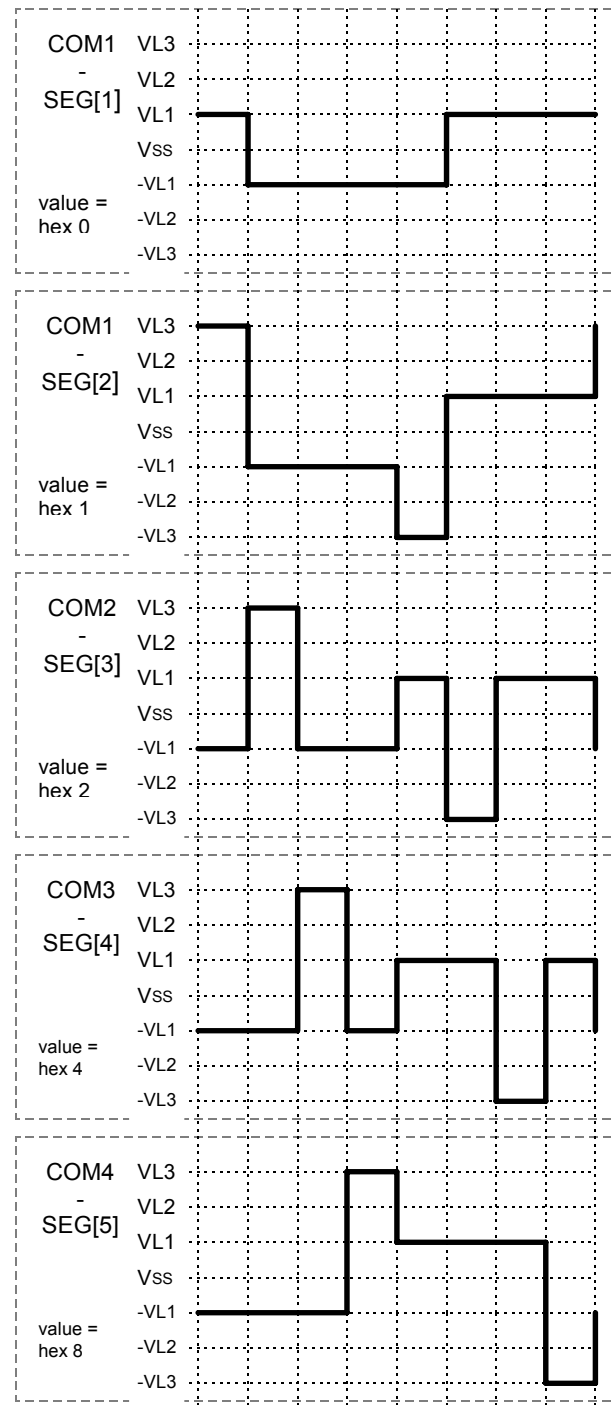 COM1
-
SEG[1]
value =
hex 0
VL3
VL2
VL1
Vss
-VL1
-VL2
-VL3
COM1
-
SEG[2]
value =
hex 1
VL3
VL2
VL1
Vss
-VL1
-VL2
-VL3
COM2
-
SEG[3]
value =
hex 2
VL3
VL2
VL1
Vss
-VL1
-VL2
-VL3
COM3
-
SEG[4]
value =
hex 4
VL3
VL2
VL1
Vss
-VL1
-VL2
-VL3
COM4
-
SEG[5]
value =
hex 8
VL3
VL2
VL1
Vss
-VL1
-VL2
-VL3